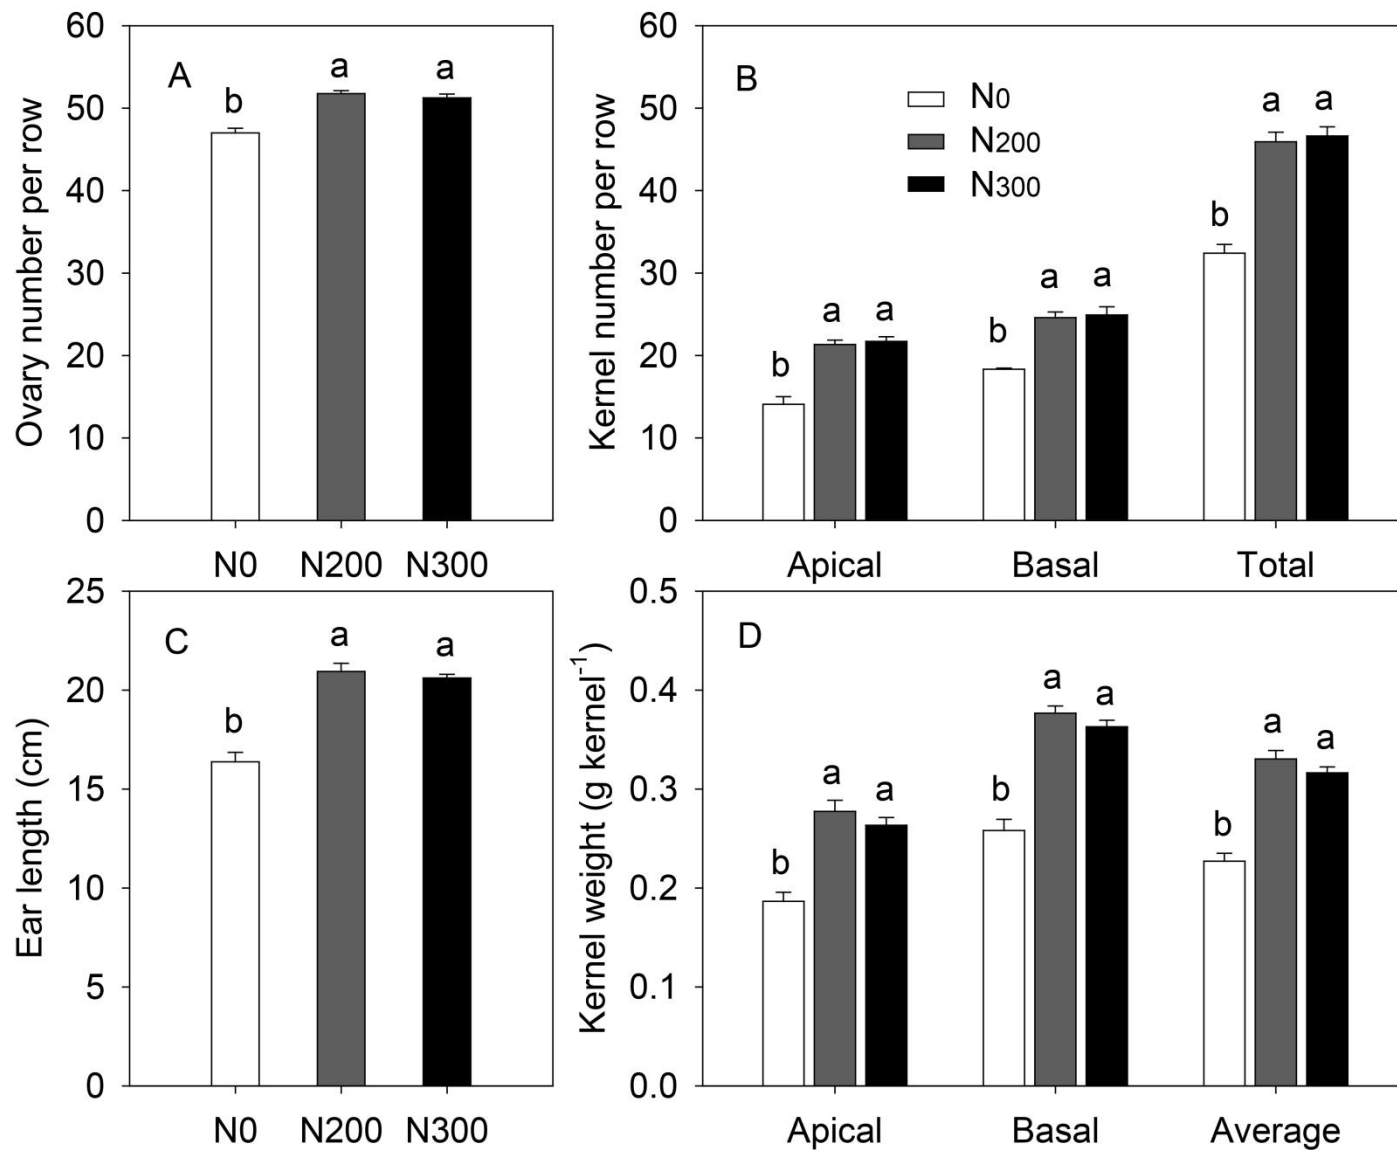 A
Ovary number per row
60
50
40
30
20
10
0
b
a
a
N0
N200
N300
B
Kernel number per row
60
50
40
30
20
10
0
N0
N200
N300
b
a
a
b
a
a
b
a
a
Apical
Basal
Total
C
Ear length (cm)
25
20
15
10
5
0
b
a
a
N0
N200
N300
D
Kernel weight (g kernel⁻¹)
0.5
0.4
0.3
0.2
0.1
0.0
b
a
a
b
a
a
b
a
a
Apical
Basal
Average